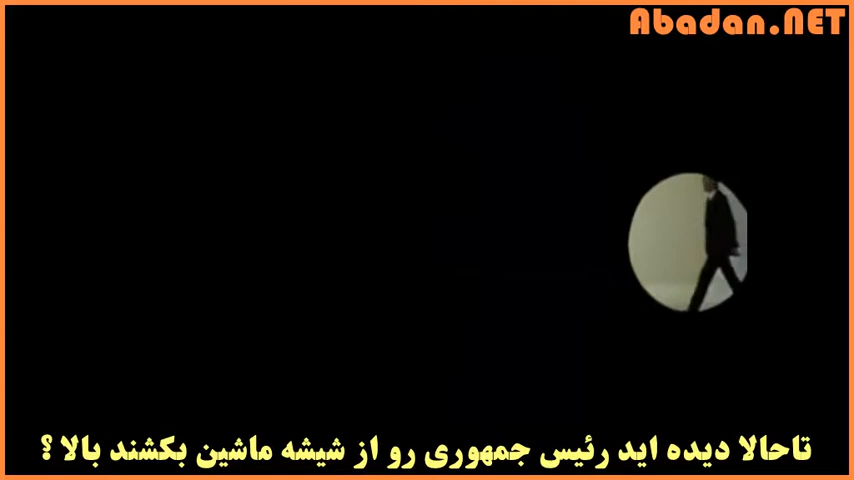 Abadan.NET
تاحالا دیده اید رئیس جمهوری رو از شیشه ماشین بکشند بالا ؟